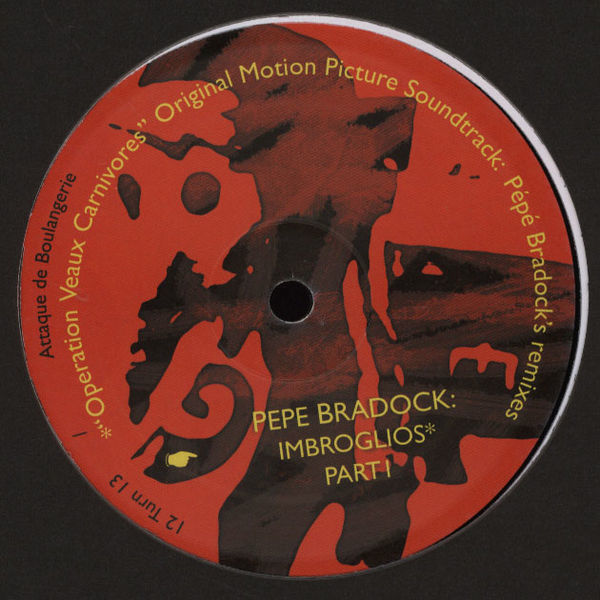 *"Operation Veaux Carnivores" Original Motion Picture Soundtrack: Pépé Bradock's remixes
Attaque de Boulangerie
1
12 Turn 13
PEPE BRADOCK:
IMBROGLIOS*
PART I